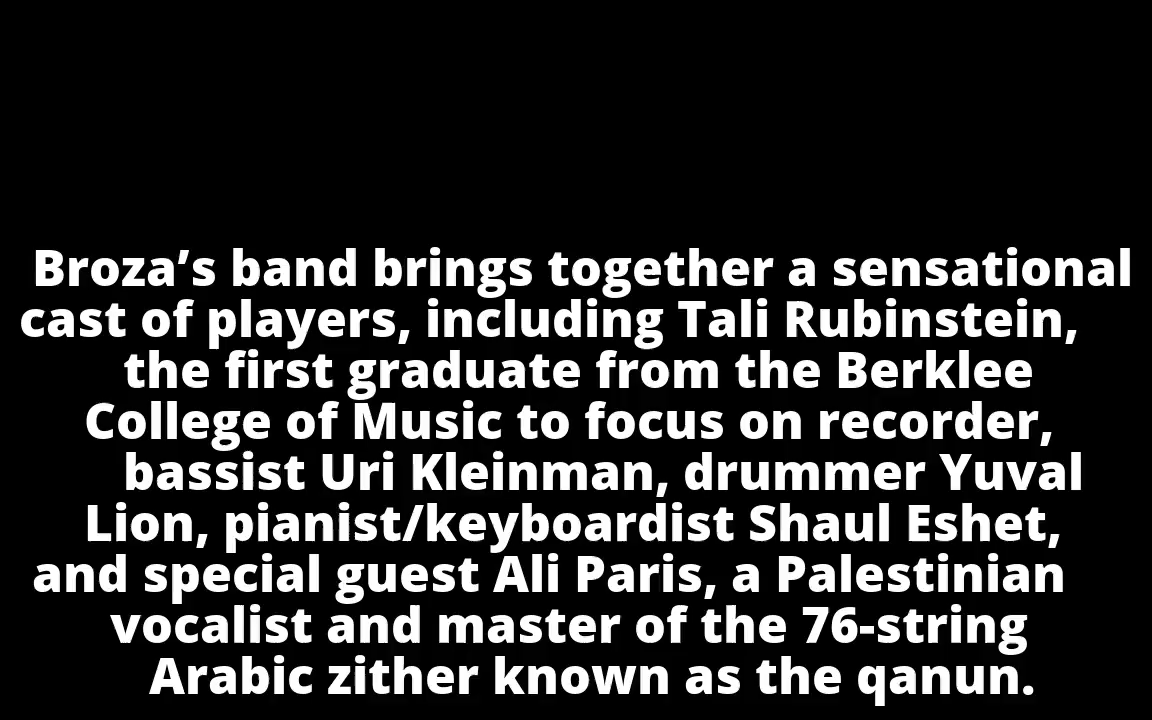 Broza’s band brings together a sensational
cast of players, including Tali Rubinstein,
the first graduate from the Berklee
College of Music to focus on recorder,
bassist Uri Kleinman, drummer Yuval
Lion, pianist/keyboardist Shaul Eshet,
and special guest Ali Paris, a Palestinian
vocalist and master of the 76-string
Arabic zither known as the qanun.